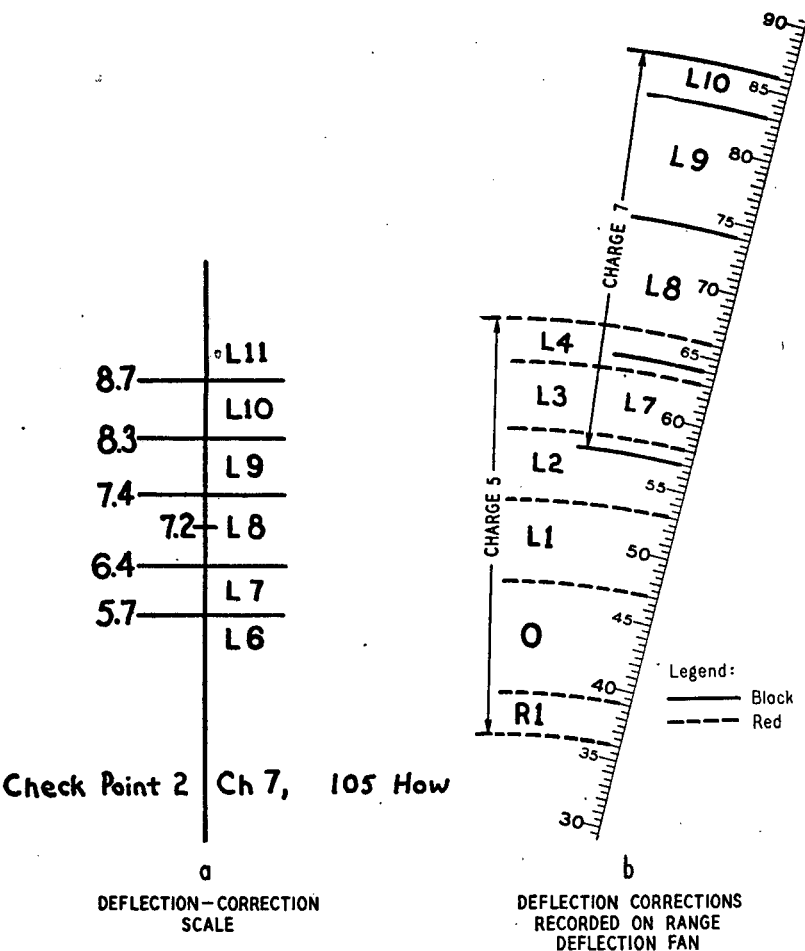 L11
8.7
L10
8.3
L9
7.4
7.2 L8
6.4
L7
5.7
L6
Check Point 2 Ch 7, 105 How
a
DEFLECTION-CORRECTION
SCALE
90
L10 85
L9 80
75
CHARGE 7
L8 70
L4 65
L3 L7 60
L2 55
CHARGE 5
L1 50
0 45
40
R1
35
30
Legend:
Black
Red
b
DEFLECTION CORRECTIONS
RECORDED ON RANGE
DEFLECTION FAN